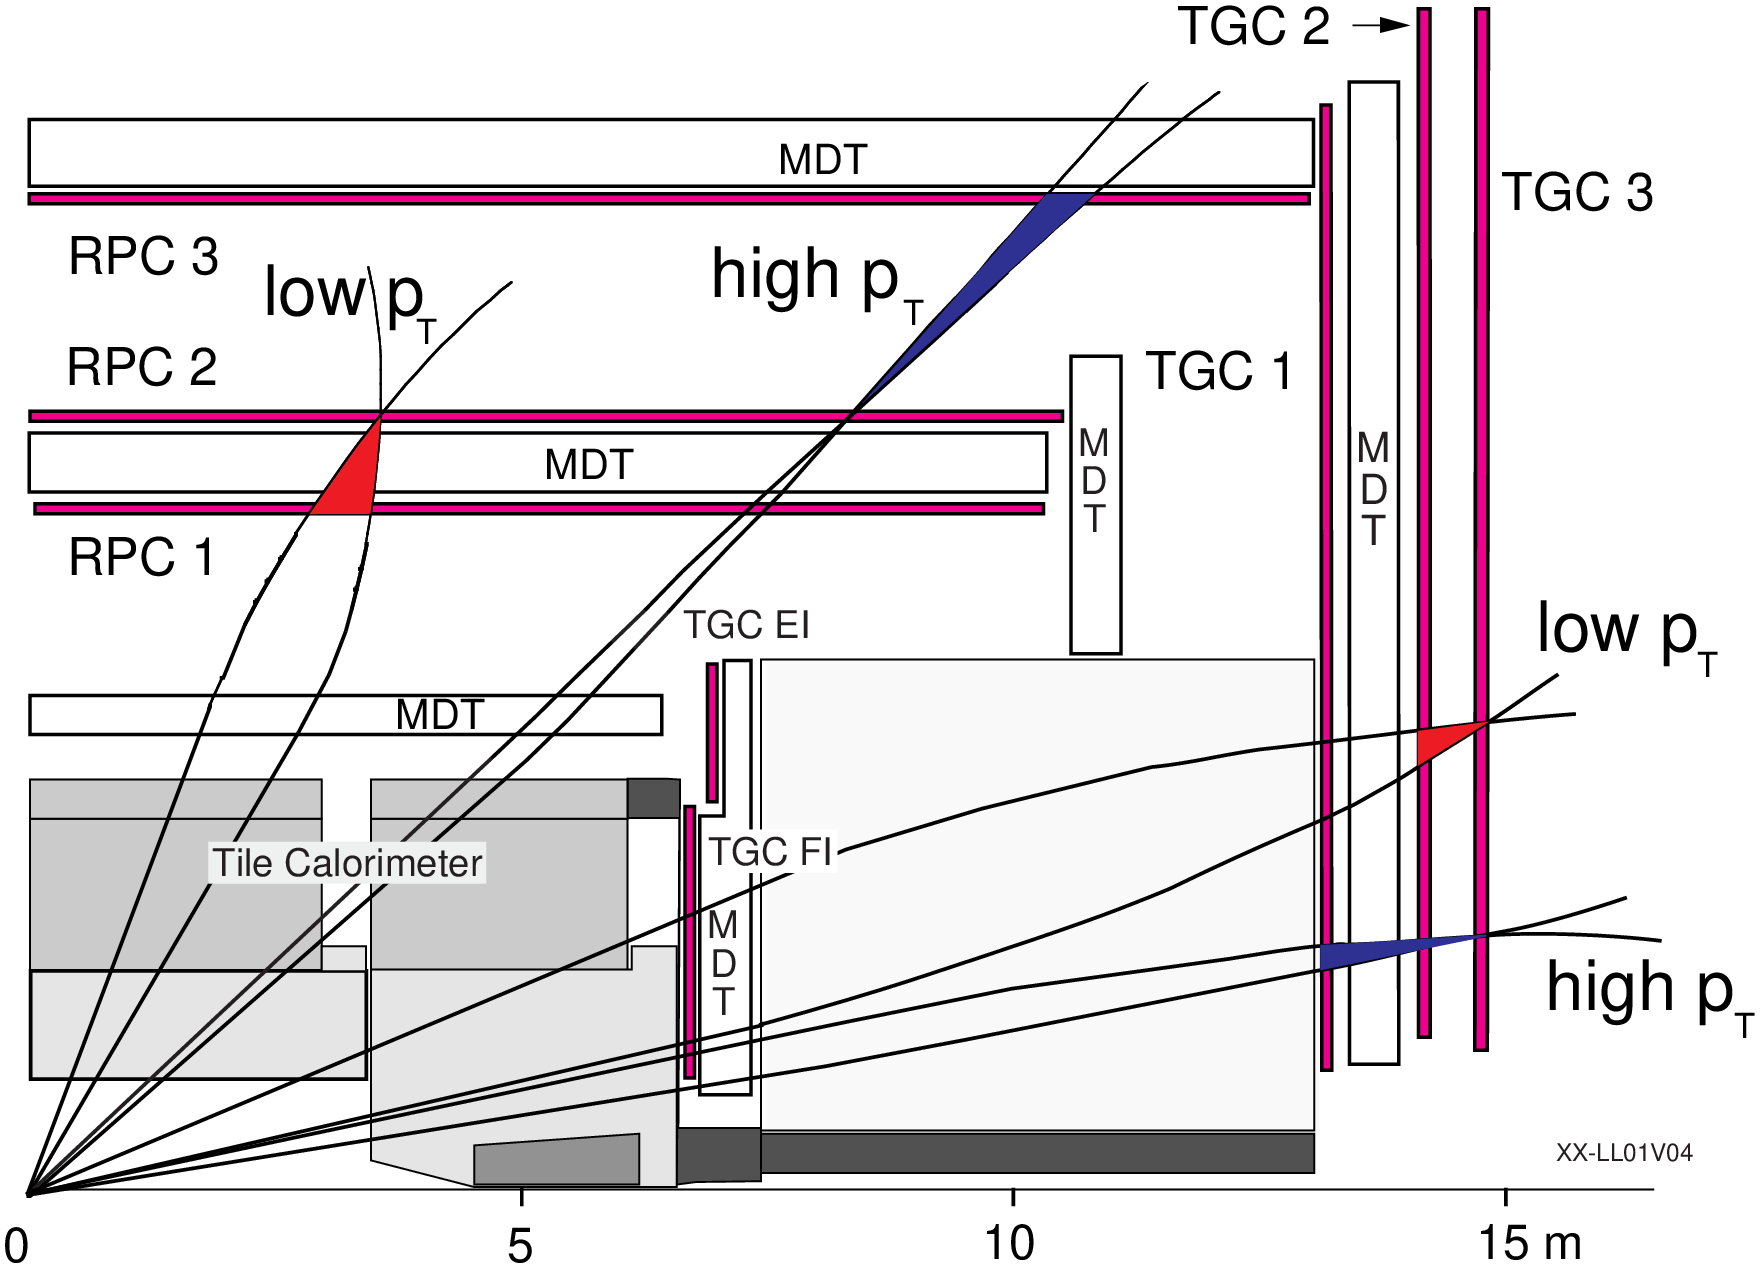 TGC 2
MDT
TGC 3
RPC 3
low pT
high pT
RPC 2
TGC 1
MDT
MDT
MDT
RPC 1
TGC EI
low pT
MDT
Tile Calorimeter
TGC FI
MDT
high pT
XX-LL01V04
0 5 10 15 m